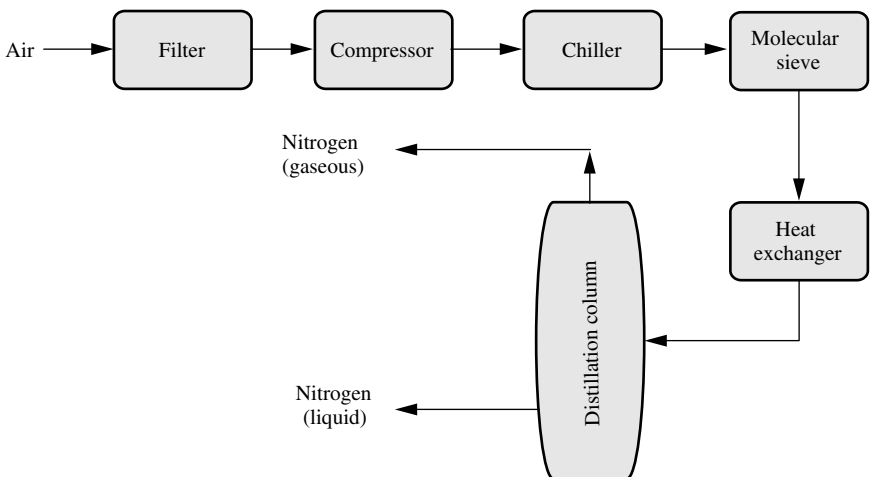 Air
Filter
Compressor
Chiller
Molecular
sieve
Nitrogen
(gaseous)
Heat
exchanger
Distillation column
Nitrogen
(liquid)